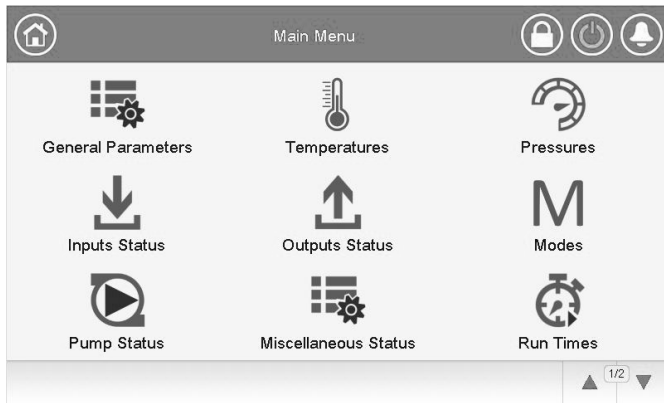 Main Menu
General Parameters
Temperatures
Pressures
Inputs Status
Outputs Status
M
Modes
Pump Status
Miscellaneous Status
Run Times
1/2